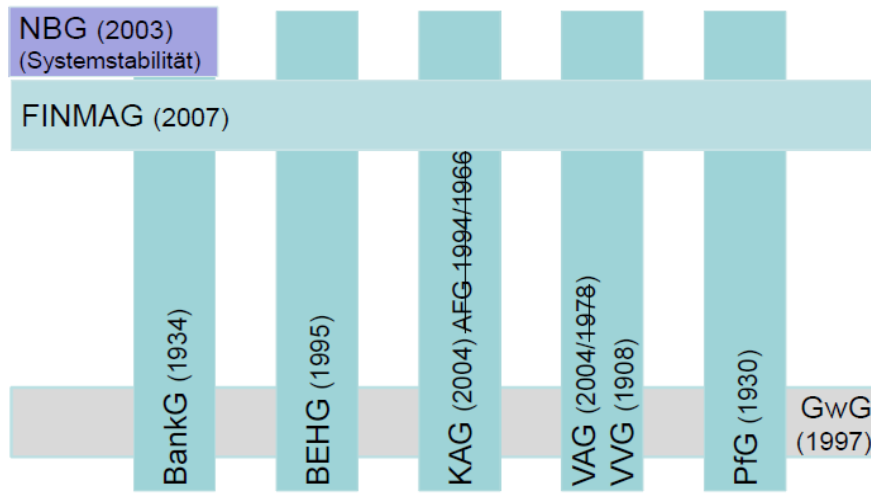 NBG (2003)
(Systemstabilität)
FINMAG (2007)
BankG (1934)
BEHG (1995)
KAG (2004) AFG 1994/1966
VAG (2004/1978)
VVG (1908)
PfG (1930)
GwG
(1997)